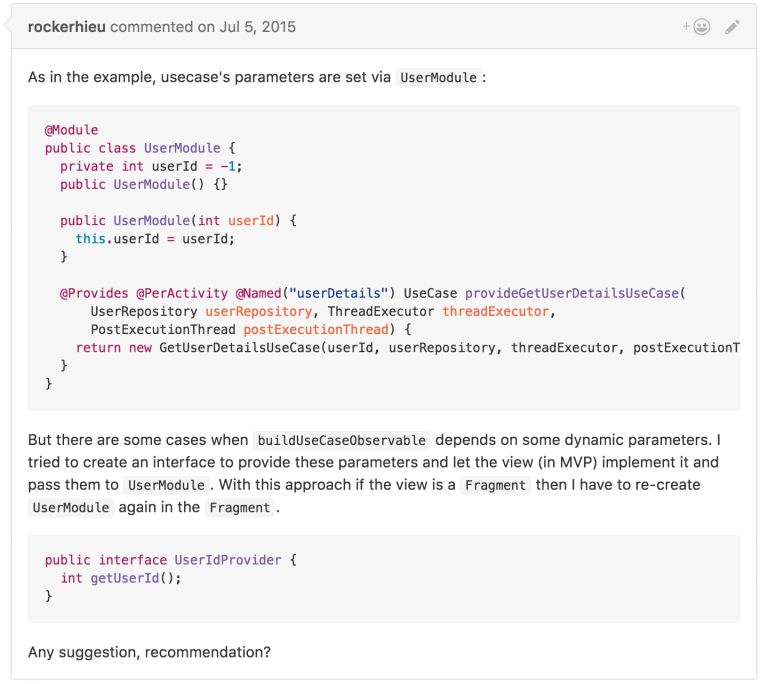 rockerhieu commented on Jul 5, 2015
As in the example, usecase's parameters are set via UserModule :
@Module
public class UserModule {
  private int userId = -1;
  public UserModule() {}

  public UserModule(int userId) {
    this.userId = userId;
  }

  @Provides @PerActivity @Named("userDetails") UseCase provideGetUserDetailsUseCase(
      UserRepository userRepository, ThreadExecutor threadExecutor,
      PostExecutionThread postExecutionThread) {
    return new GetUserDetailsUseCase(userId, userRepository, threadExecutor, postExecutionT
  }
}
But there are some cases when buildUseCaseObservable depends on some dynamic parameters. I
tried to create an interface to provide these parameters and let the view (in MVP) implement it and
pass them to UserModule . With this approach if the view is a Fragment then I have to re-create
UserModule again in the Fragment .
public interface UserIdProvider {
  int getUserId();
}
Any suggestion, recommendation?